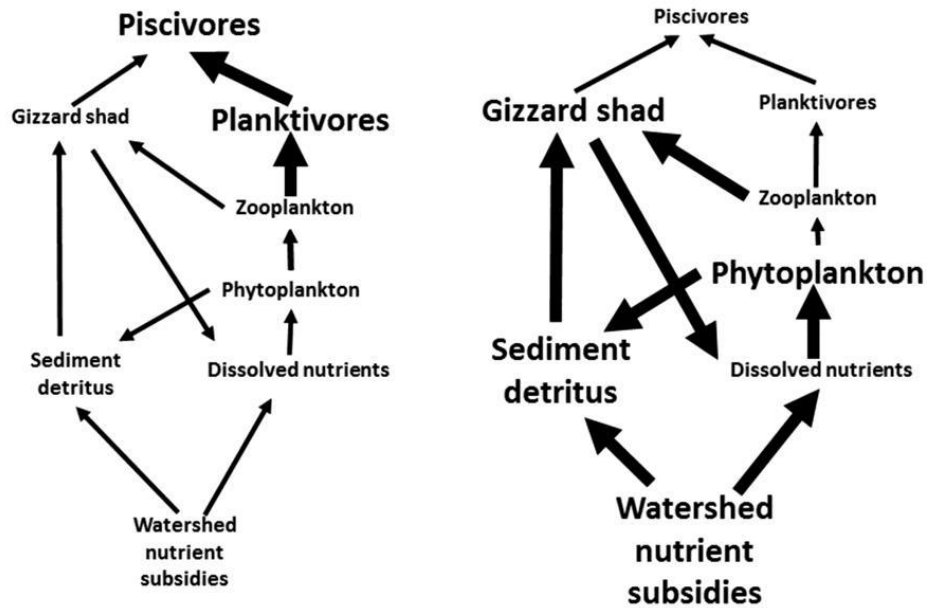 Piscivores
Gizzard shad
Planktivores
Zooplankton
Phytoplankton
Sediment
detritus
Dissolved nutrients
Watershed
nutrient
subsidies
Piscivores
Gizzard shad
Planktivores
Zooplankton
Phytoplankton
Sediment
detritus
Dissolved nutrients
Watershed
nutrient
subsidies